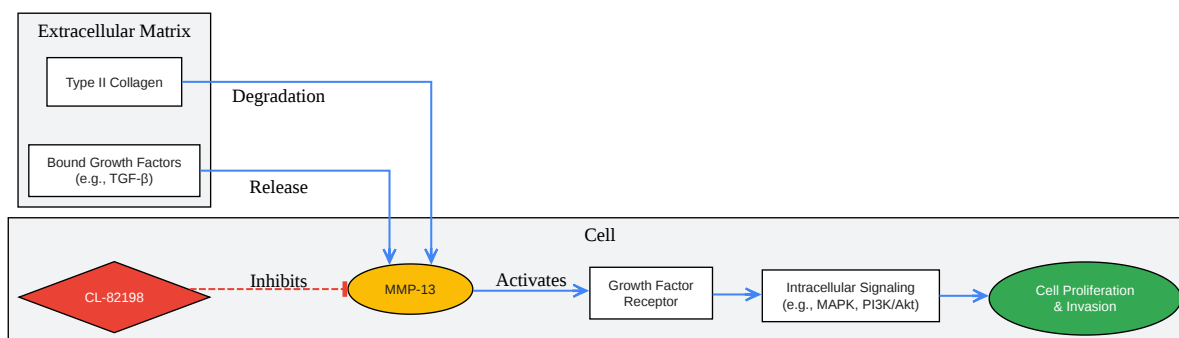 Extracellular Matrix
Type II Collagen
Degradation
Bound Growth Factors
(e.g., TGF-β)
Release
Cell
CL-82198
Inhibits
MMP-13
Activates
Growth Factor
Receptor
Intracellular Signaling
(e.g., MAPK, PI3K/Akt)
Cell Proliferation
& Invasion